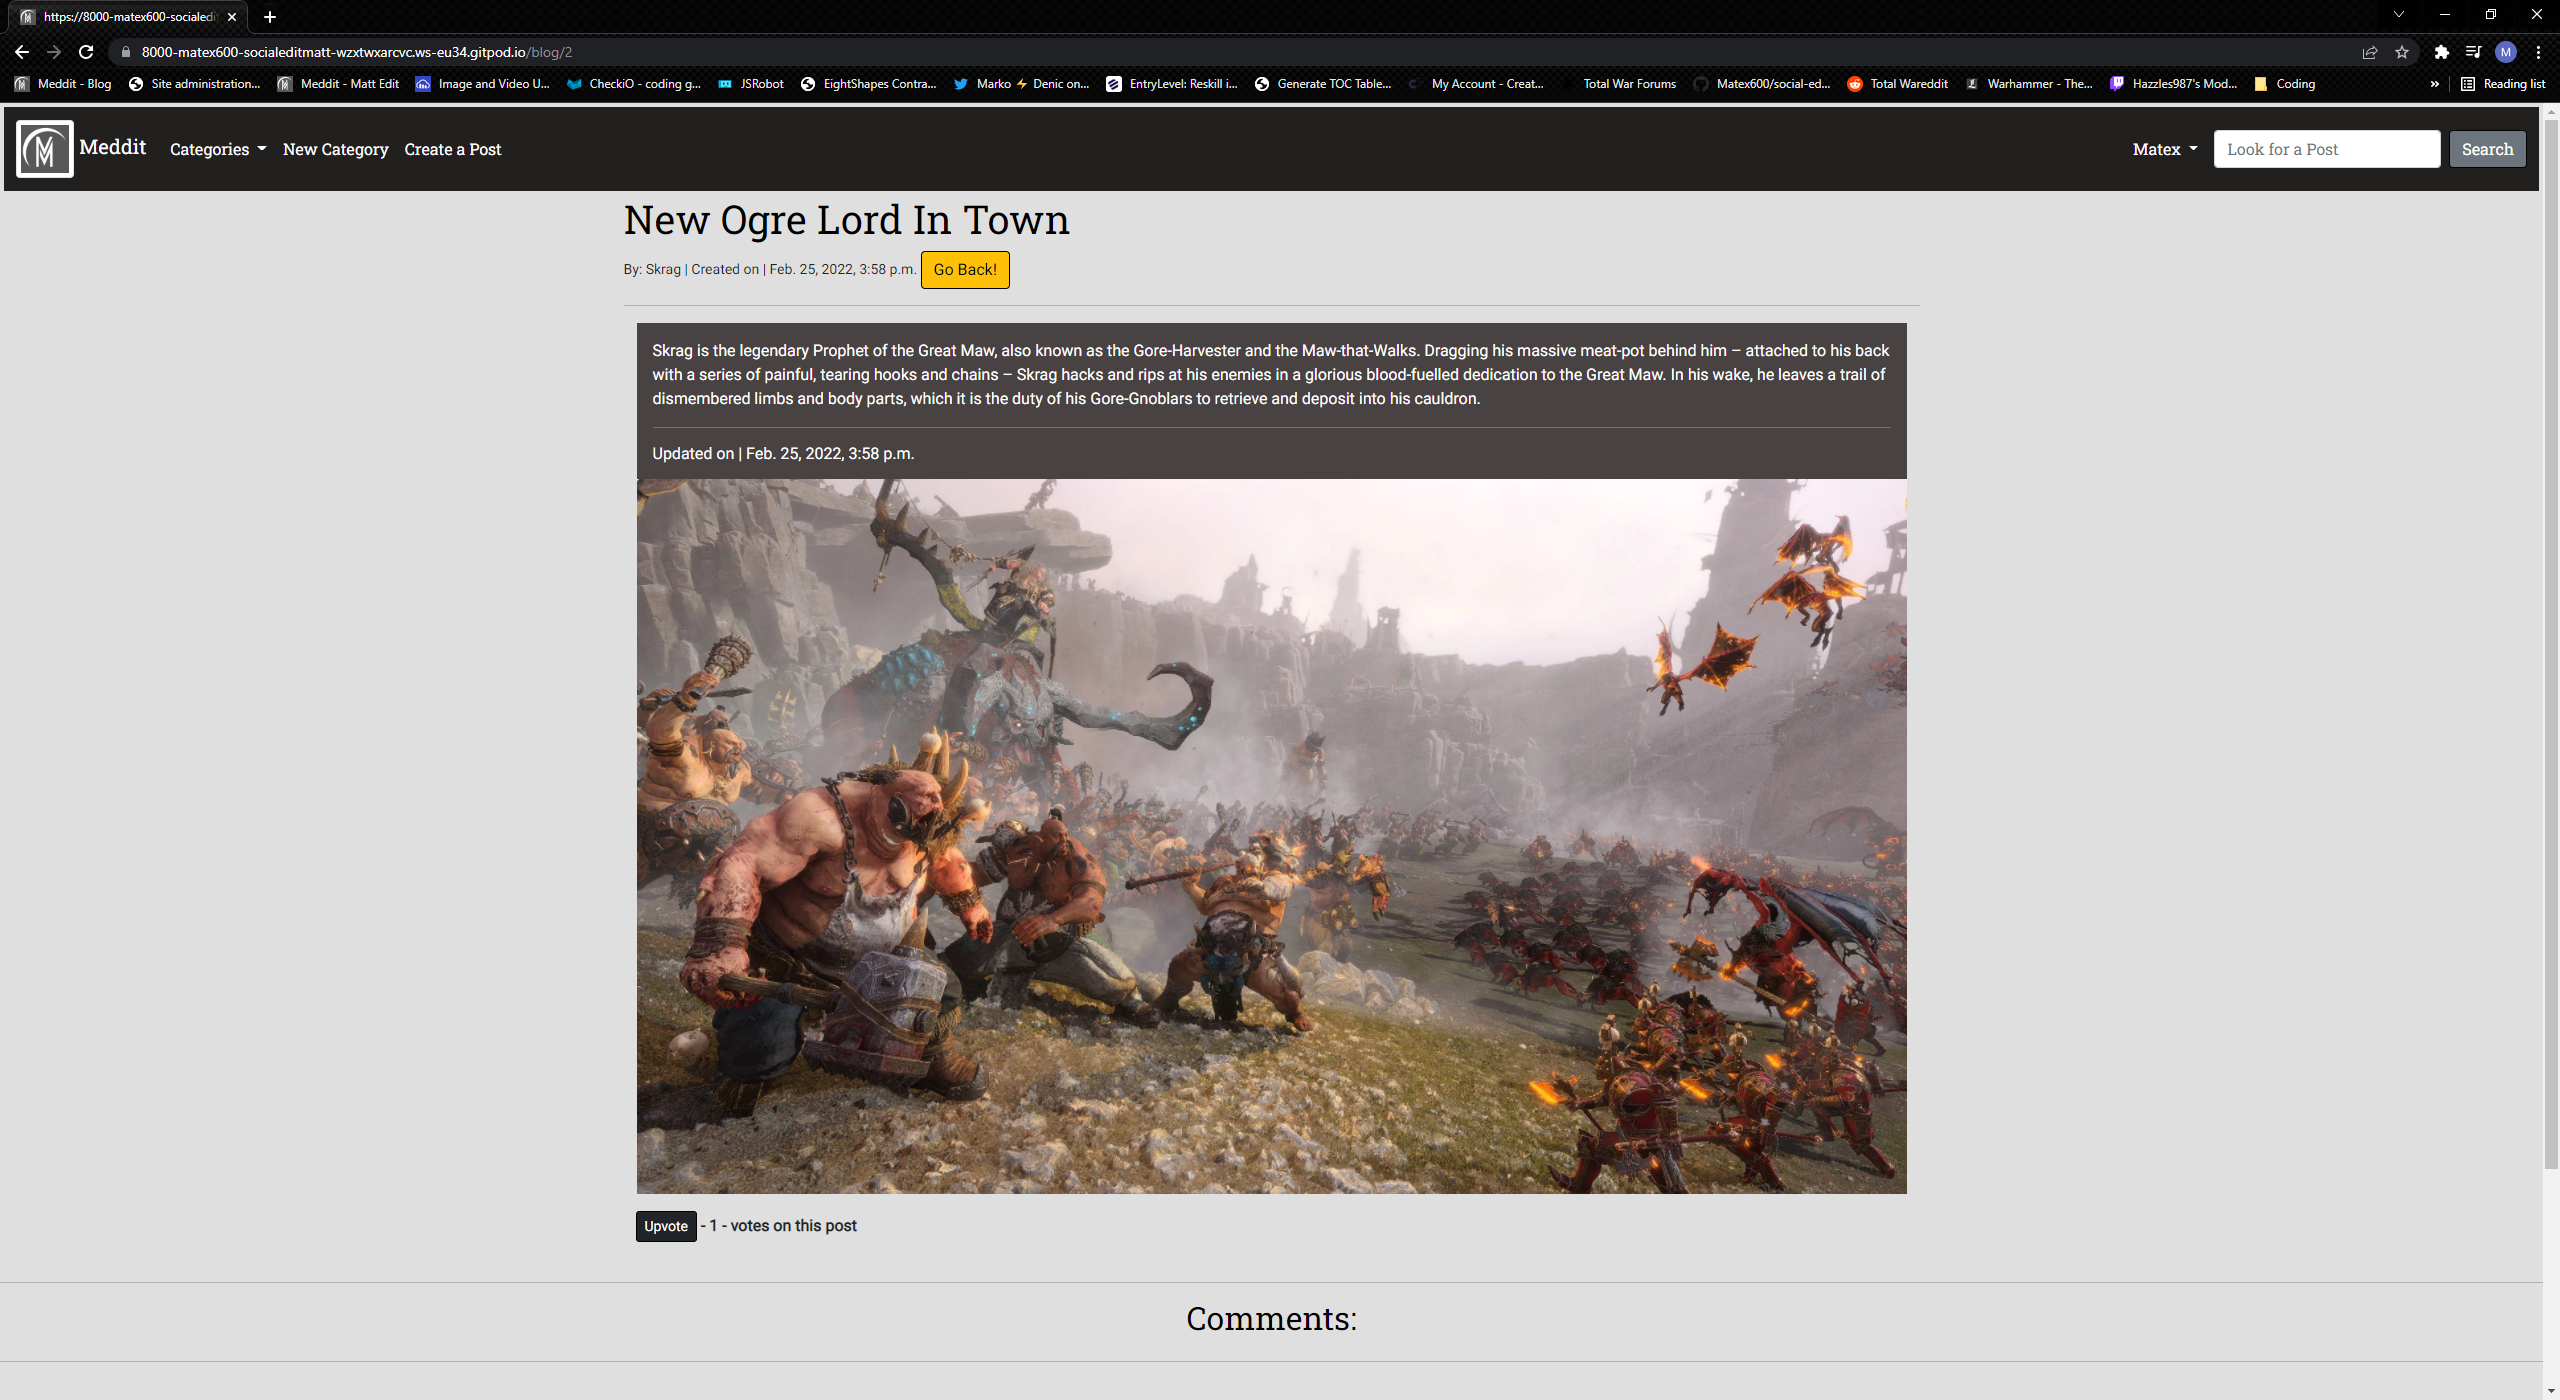 https://8000-matex600-socialedi
8000-matex600-socialeditmatt-wzxtwxarcvc.ws-eu34.gitpod.io/blog/2
M
Meddit - Blog Site administration... Meddit - Matt Edit Image and Video U... CheckiO - coding g... JSRobot EightShapes Contra... Marko ⚡ Denic on... EntryLevel: Reskill i... Generate TOC Table... My Account - Creat... Total War Forums Matex600/social-ed... Total Wareddit Warhammer - The... Hazzles987's Mod... Coding » Reading list
M Meddit Categories New Category Create a Post Matex Look for a Post Search
New Ogre Lord In Town
By: Skrag | Created on | Feb. 25, 2022, 3:58 p.m. Go Back!
Skrag is the legendary Prophet of the Great Maw, also known as the Gore-Harvester and the Maw-that-Walks. Dragging his massive meat-pot behind him – attached to his back
with a series of painful, tearing hooks and chains – Skrag hacks and rips at his enemies in a glorious blood-fuelled dedication to the Great Maw. In his wake, he leaves a trail of
dismembered limbs and body parts, which it is the duty of his Gore-Gnoblars to retrieve and deposit into his cauldron.
Updated on | Feb. 25, 2022, 3:58 p.m.
Upvote - 1 - votes on this post
Comments: